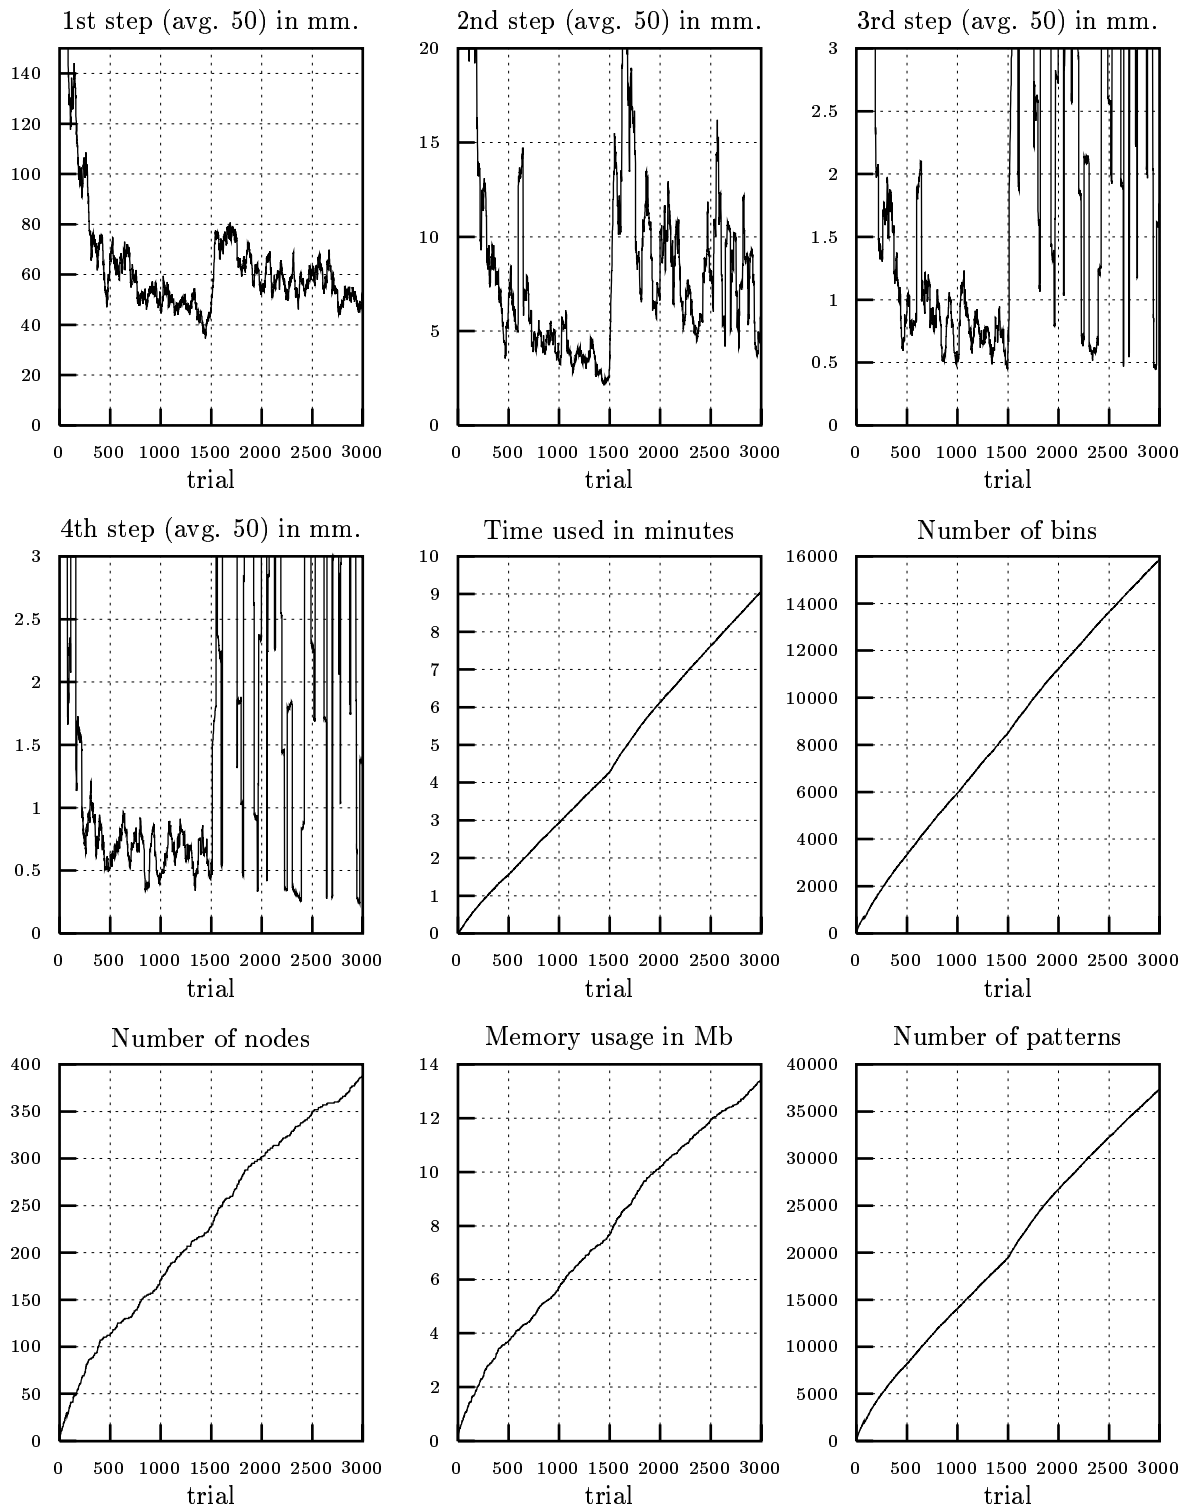 1st step (avg. 50) in mm.
2nd step (avg. 50) in mm.
3rd step (avg. 50) in mm.
140
120
100
80
60
40
20
0
0 500 1000 1500 2000 2500 3000
trial
20
15
10
5
0
0 500 1000 1500 2000 2500 3000
trial
3
2.5
2
1.5
1
0.5
0
0 500 1000 1500 2000 2500 3000
trial
4th step (avg. 50) in mm.
3
2.5
2
1.5
1
0.5
0
0 500 1000 1500 2000 2500 3000
trial
Time used in minutes
10
9
8
7
6
5
4
3
2
1
0
0 500 1000 1500 2000 2500 3000
trial
Number of bins
16000
14000
12000
10000
8000
6000
4000
2000
0
0 500 1000 1500 2000 2500 3000
trial
Number of nodes
400
350
300
250
200
150
100
50
0
0 500 1000 1500 2000 2500 3000
trial
Memory usage in Mb
14
12
10
8
6
4
2
0
0 500 1000 1500 2000 2500 3000
trial
Number of patterns
40000
35000
30000
25000
20000
15000
10000
5000
0
0 500 1000 1500 2000 2500 3000
trial